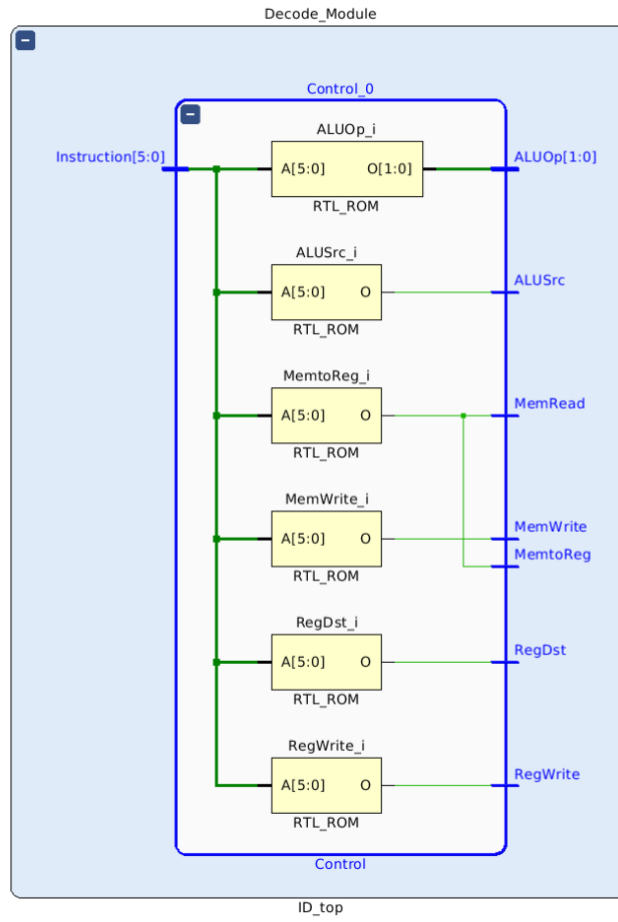 Decode_Module
Control_0
ALUOp_i
Instruction[5:0]
A[5:0] O[1:0]
ALUOp[1:0]
RTL_ROM
ALUSrc_i
A[5:0] O
ALUSrc
RTL_ROM
MemtoReg_i
A[5:0] O
MemRead
RTL_ROM
MemWrite_i
A[5:0] O
MemWrite
MemtoReg
RTL_ROM
RegDst_i
A[5:0] O
RegDst
RTL_ROM
RegWrite_i
A[5:0] O
RegWrite
RTL_ROM
Control
ID_top